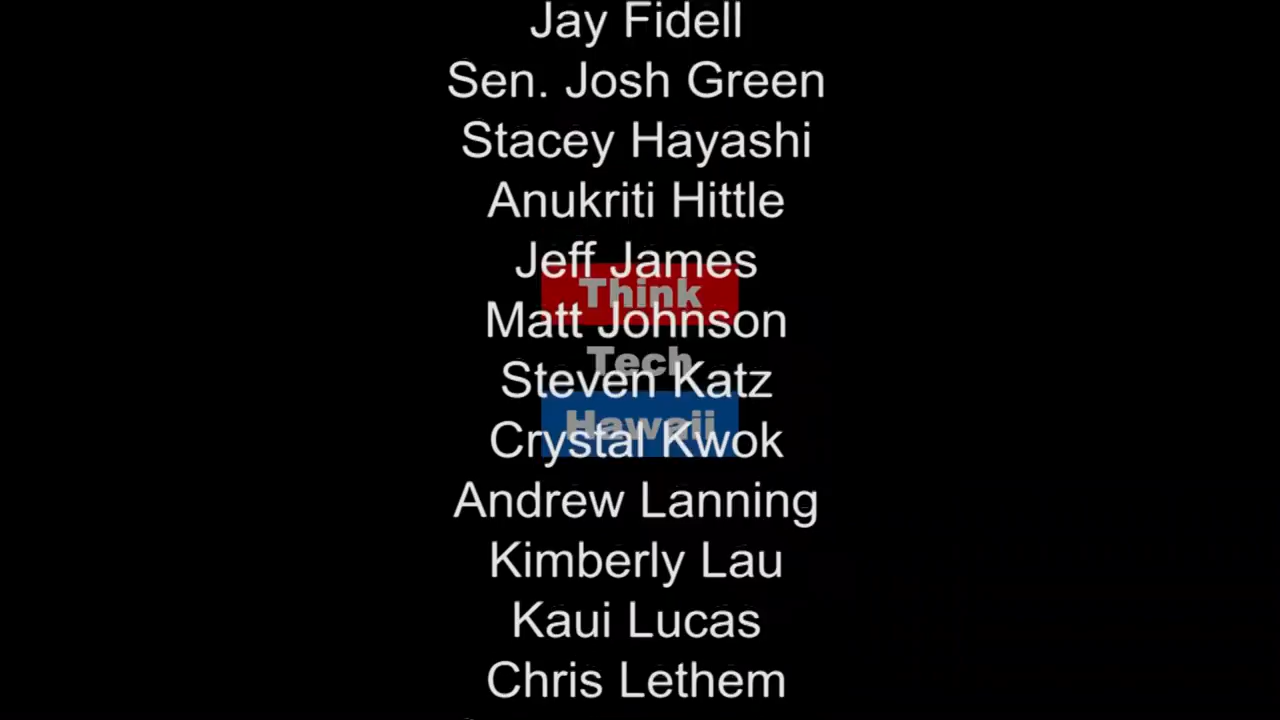 Jay Fidell
Sen. Josh Green
Stacey Hayashi
Anukriti Hittle
Jeff James
Think
Matt Johnson
Tech
Steven Katz
Hawaii
Crystal Kwok
Andrew Lanning
Kimberly Lau
Kaui Lucas
Chris Lethem